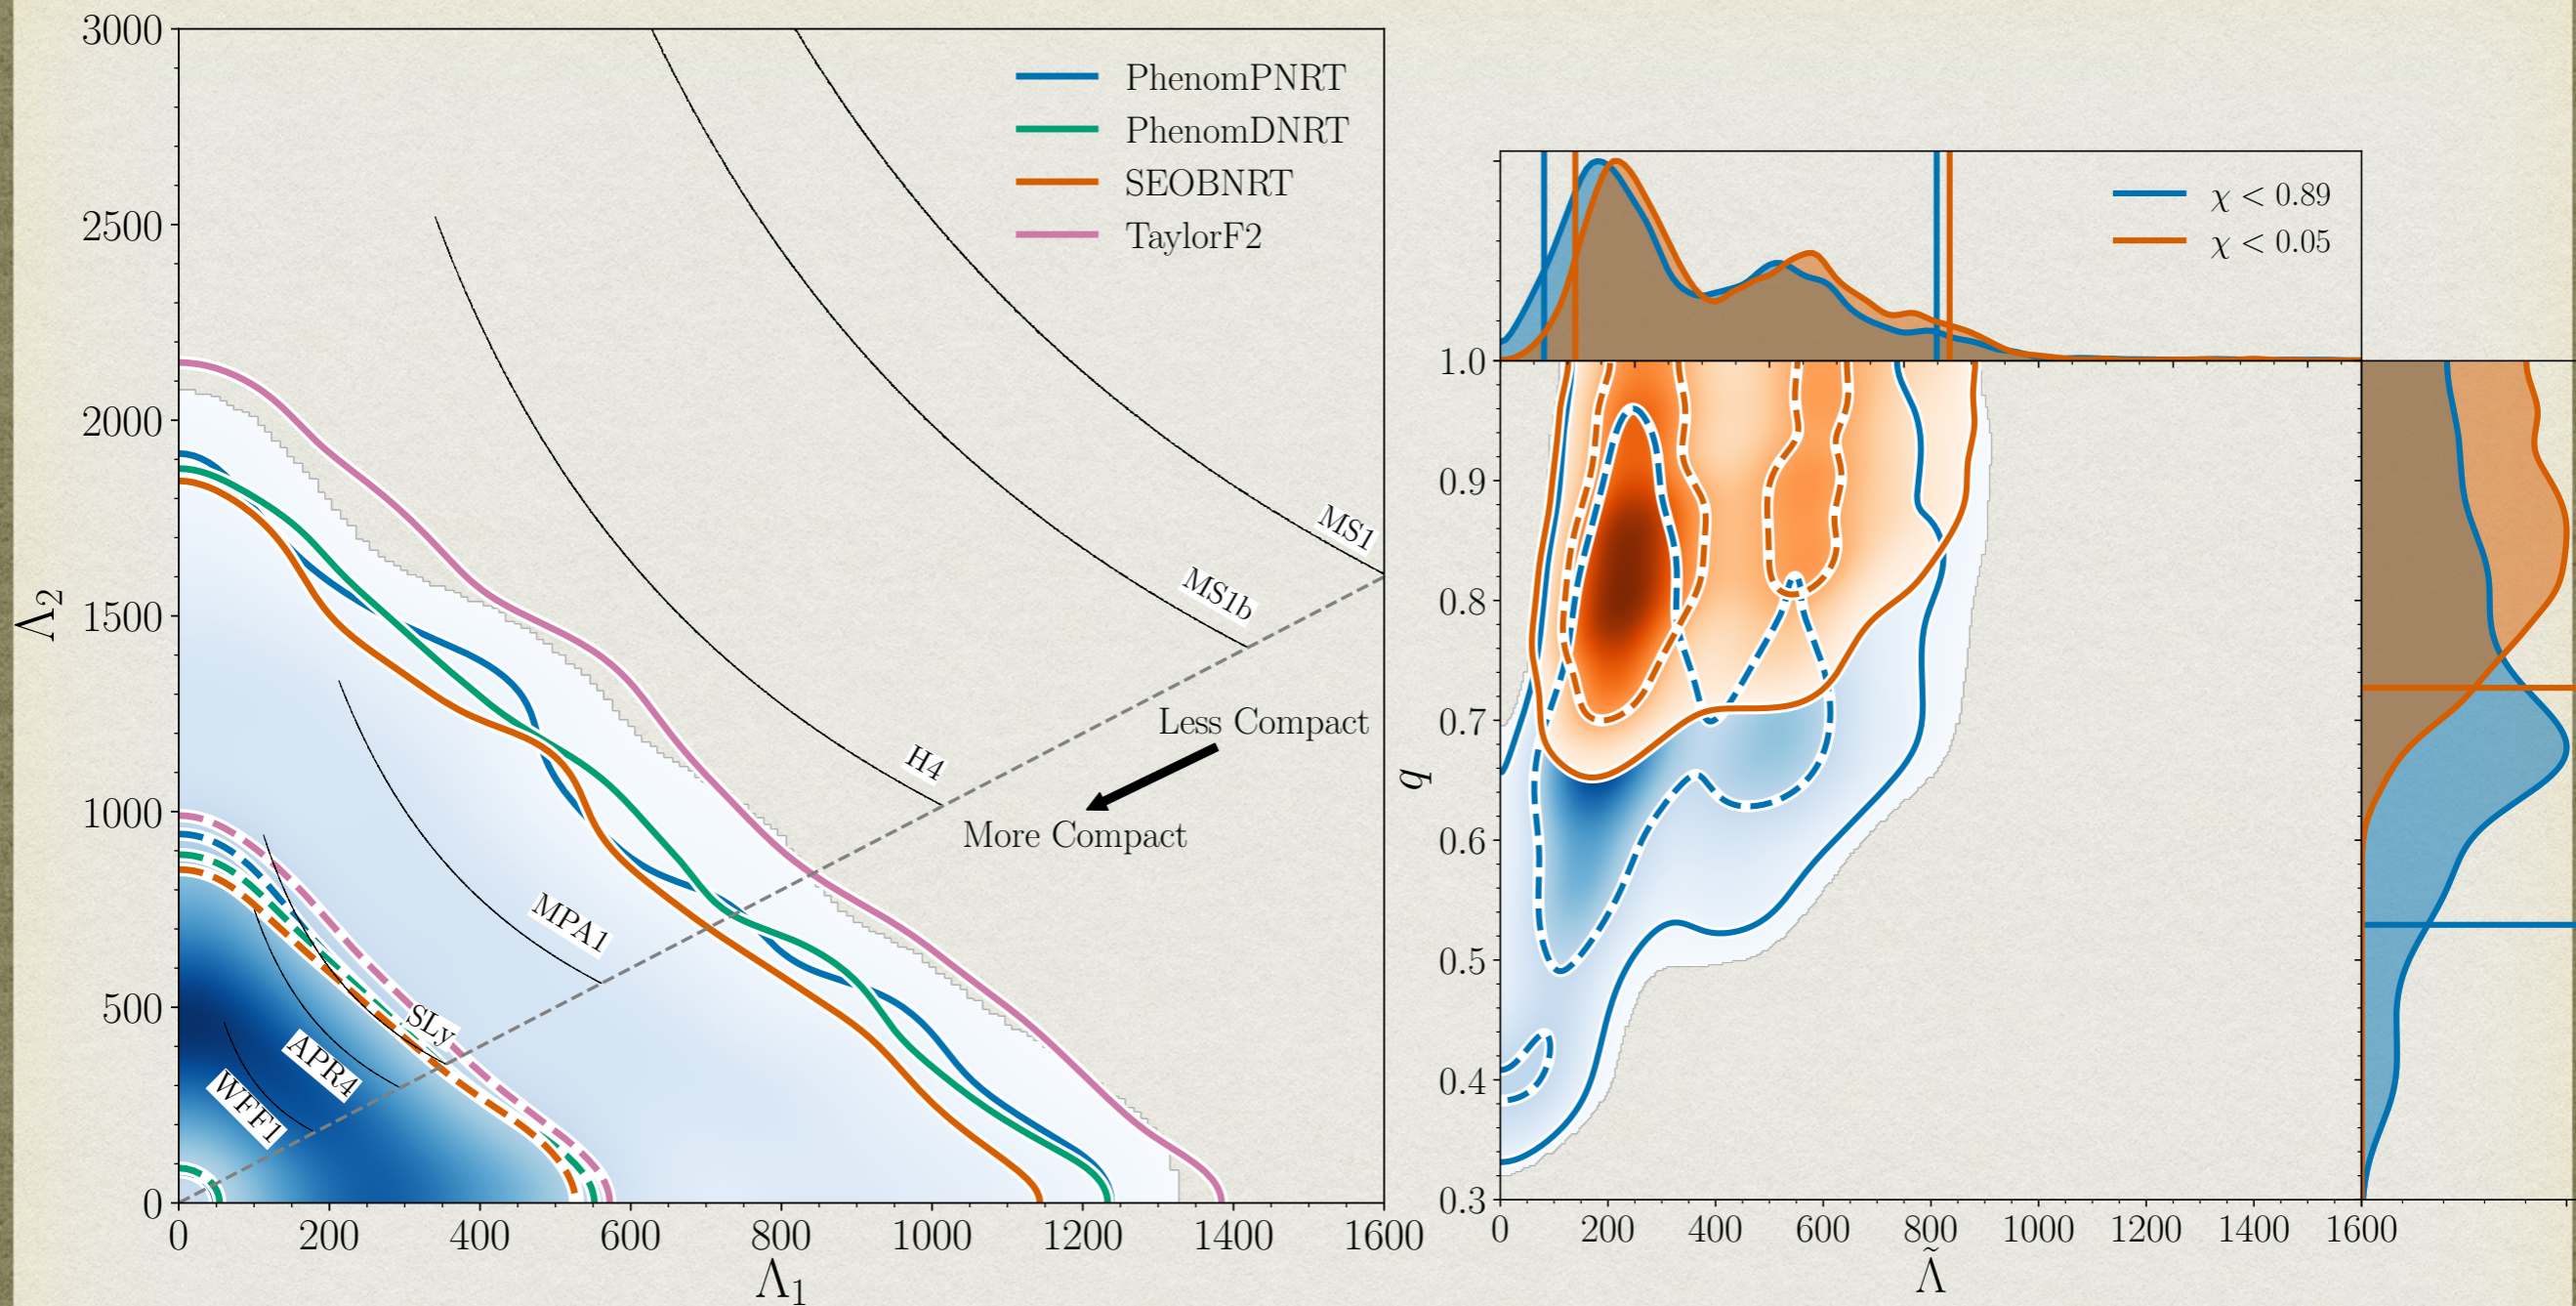 3000
2500
2000
1500
1000
500
0
Λ₂
PhenomPNRT
PhenomDNRT
SEOBNRT
TaylorF2
MS1
MS1b
H4
MPA1
SLy
APR4
WFF1
Less Compact
More Compact
0 200 400 600 800 1000 1200 1400 1600
Λ₁
χ < 0.89
χ < 0.05
1.0
0.9
0.8
0.7
0.6
0.5
0.4
0.3
q
0 200 400 600 800 1000 1200 1400 1600
Λ̃